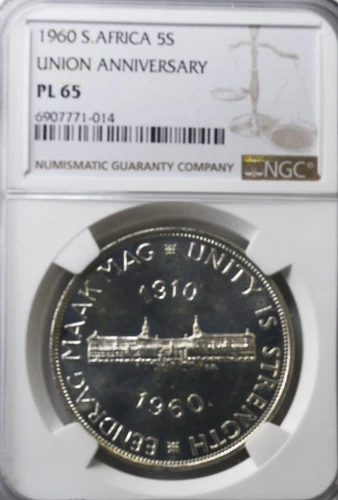 1960 S.AFRICA 5S
UNION ANNIVERSARY
PL 65
6907771-014
NUMISMATIC GUARANTY COMPANY
NGC
EENDRAG MAAK MAG * UNITY IS STRENGTH *
1910
1960